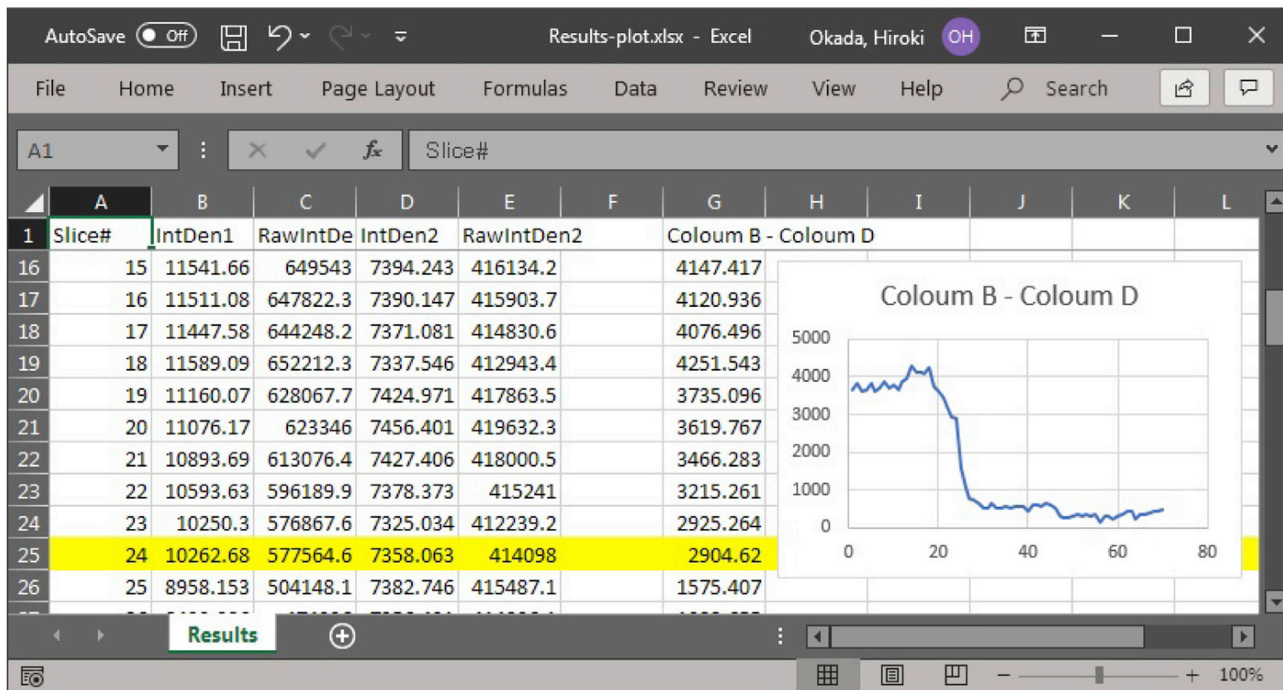 AutoSave Off Results-plot.xlsx - Excel Okada, Hiroki OH
File Home Insert Page Layout Formulas Data Review View Help Search
A1 fx Slice#
A B C D E F G H I J K L
1 Slice# IntDen1 RawIntDe IntDen2 RawIntDen2 Coloum B - Coloum D
16 15 11541.66 649543 7394.243 416134.2 4147.417
17 16 11511.08 647822.3 7390.147 415903.7 4120.936
18 17 11447.58 644248.2 7371.081 414830.6 4076.496
19 18 11589.09 652212.3 7337.546 412943.4 4251.543
20 19 11160.07 628067.7 7424.971 417863.5 3735.096
21 20 11076.17 623346 7456.401 419632.3 3619.767
22 21 10893.69 613076.4 7427.406 418000.5 3466.283
23 22 10593.63 596189.9 7378.373 415241 3215.261
24 23 10250.3 576867.6 7325.034 412239.2 2925.264
25 24 10262.68 577564.6 7358.063 414098 2904.62
26 25 8958.153 504148.1 7382.746 415487.1 1575.407
Coloum B - Coloum D
5000
4000
3000
2000
1000
0
0 20 40 60 80
Results
100%